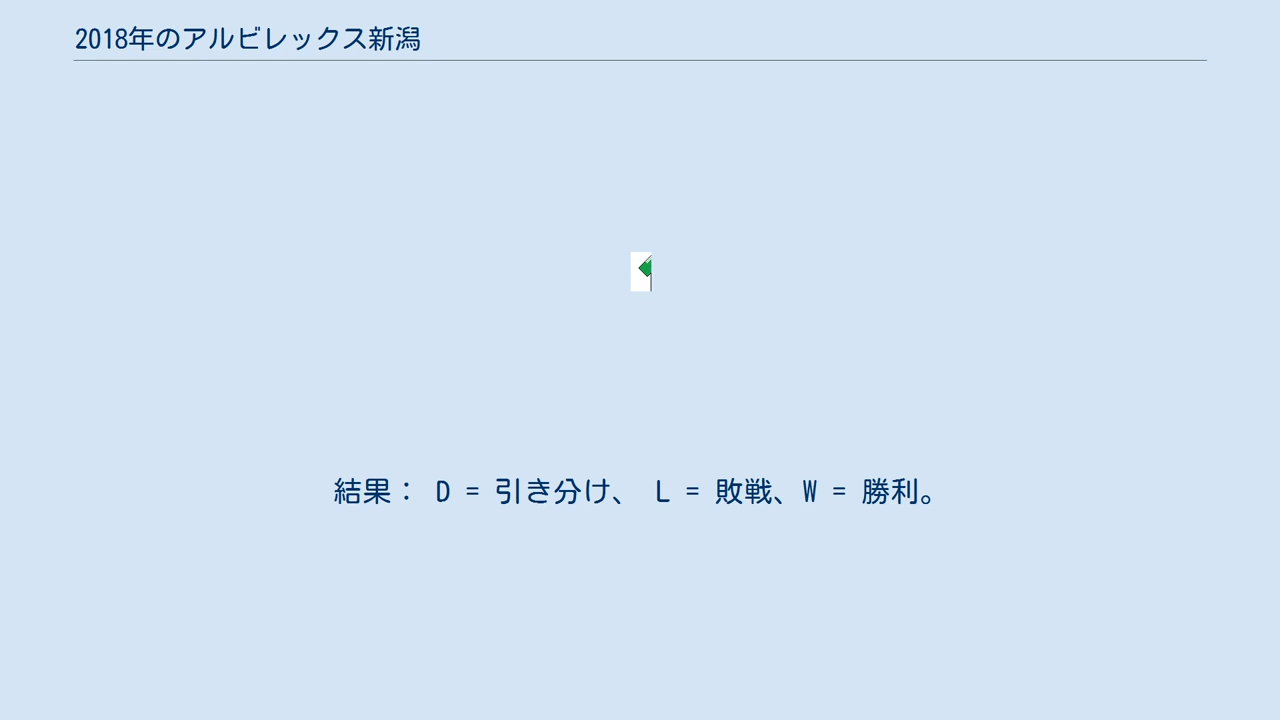 2018年のアルビレックス新潟
結果： D = 引き分け、 L = 敗戦、W = 勝利。